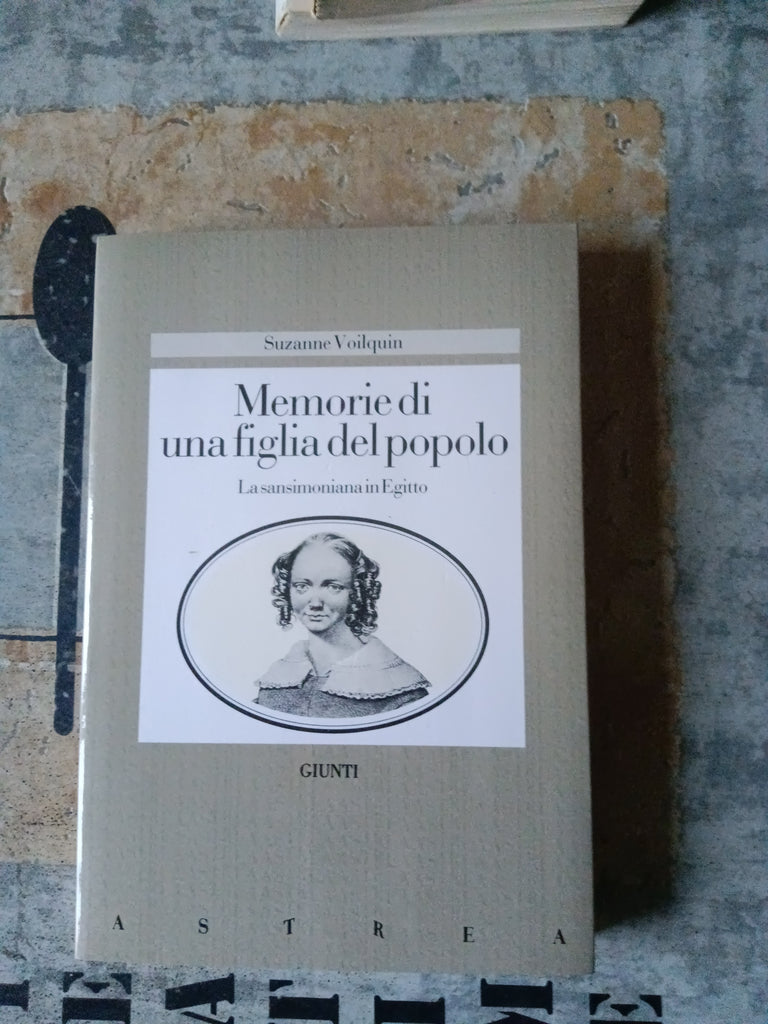 Suzanne Voilquin
Memorie di
una figlia del popolo
La sansimoniana in Egitto
GIUNTI
A S T R E A